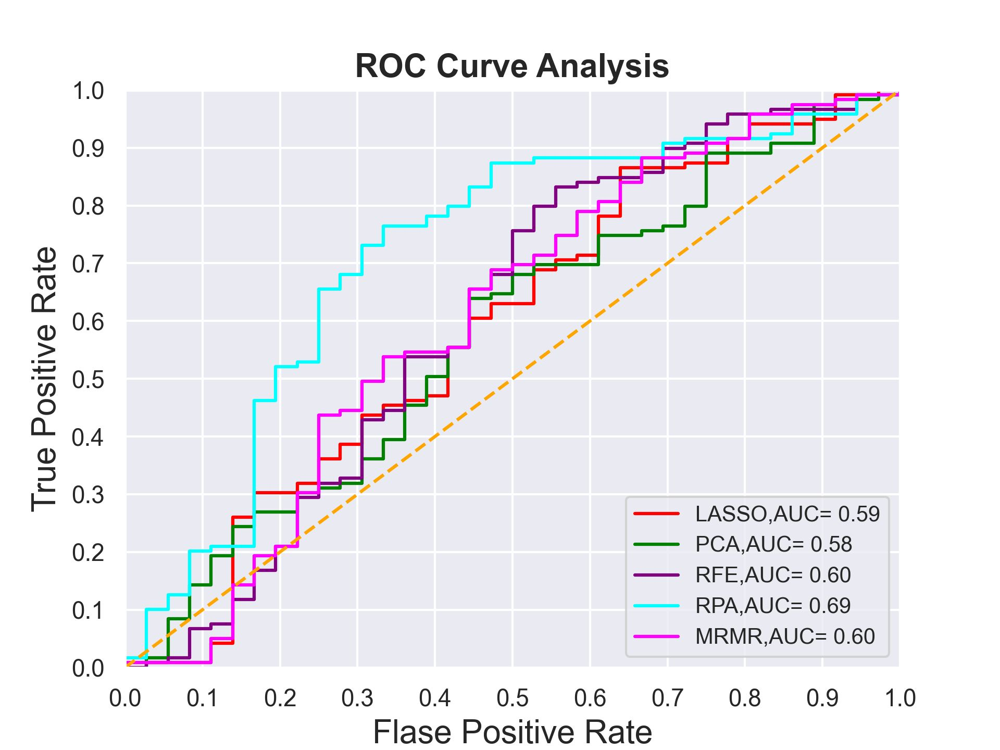 ROC Curve Analysis
True Positive Rate
1.0
0.9
0.8
0.7
0.6
0.5
0.4
0.3
0.2
0.1
0.0
LASSO,AUC= 0.59
PCA,AUC= 0.58
RFE,AUC= 0.60
RPA,AUC= 0.69
MRMR,AUC= 0.60
0.0 0.1 0.2 0.3 0.4 0.5 0.6 0.7 0.8 0.9 1.0
Flase Positive Rate